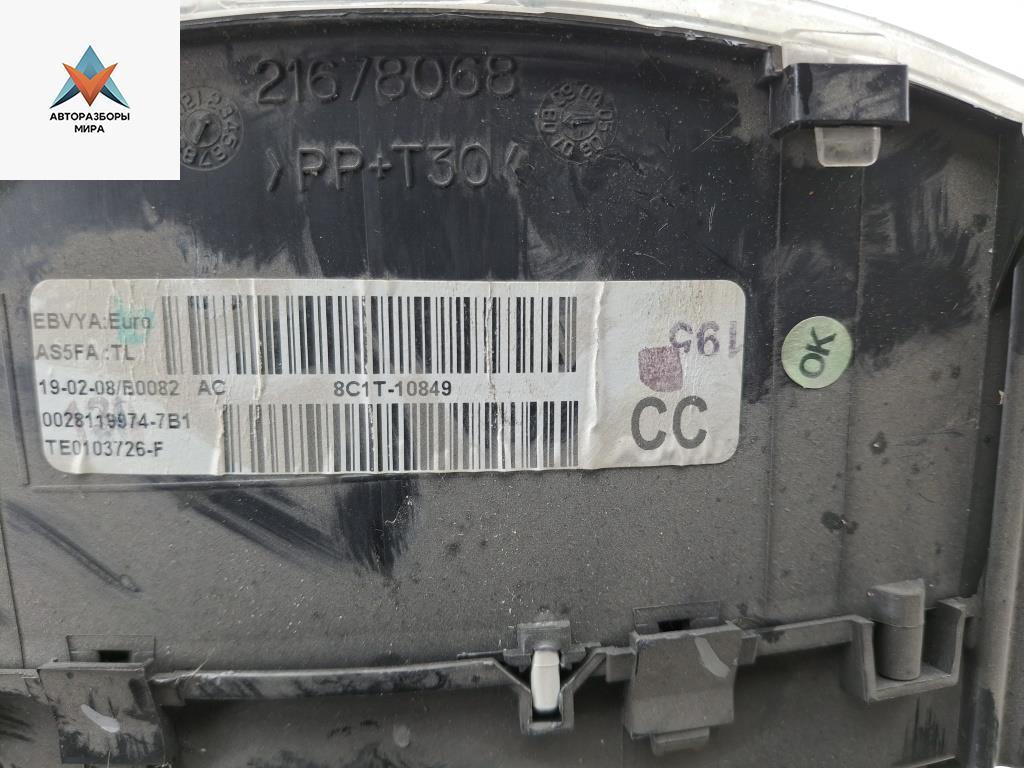 АВТОРАЗБОРЫ
МИРА
21678068
>PP+T30<
EBVYA:Euro
AS5FA :TL
19-02-08/E0082 AC 8C1T-10849
0028119974-7B1
TE0103726-F
195
CC
OK